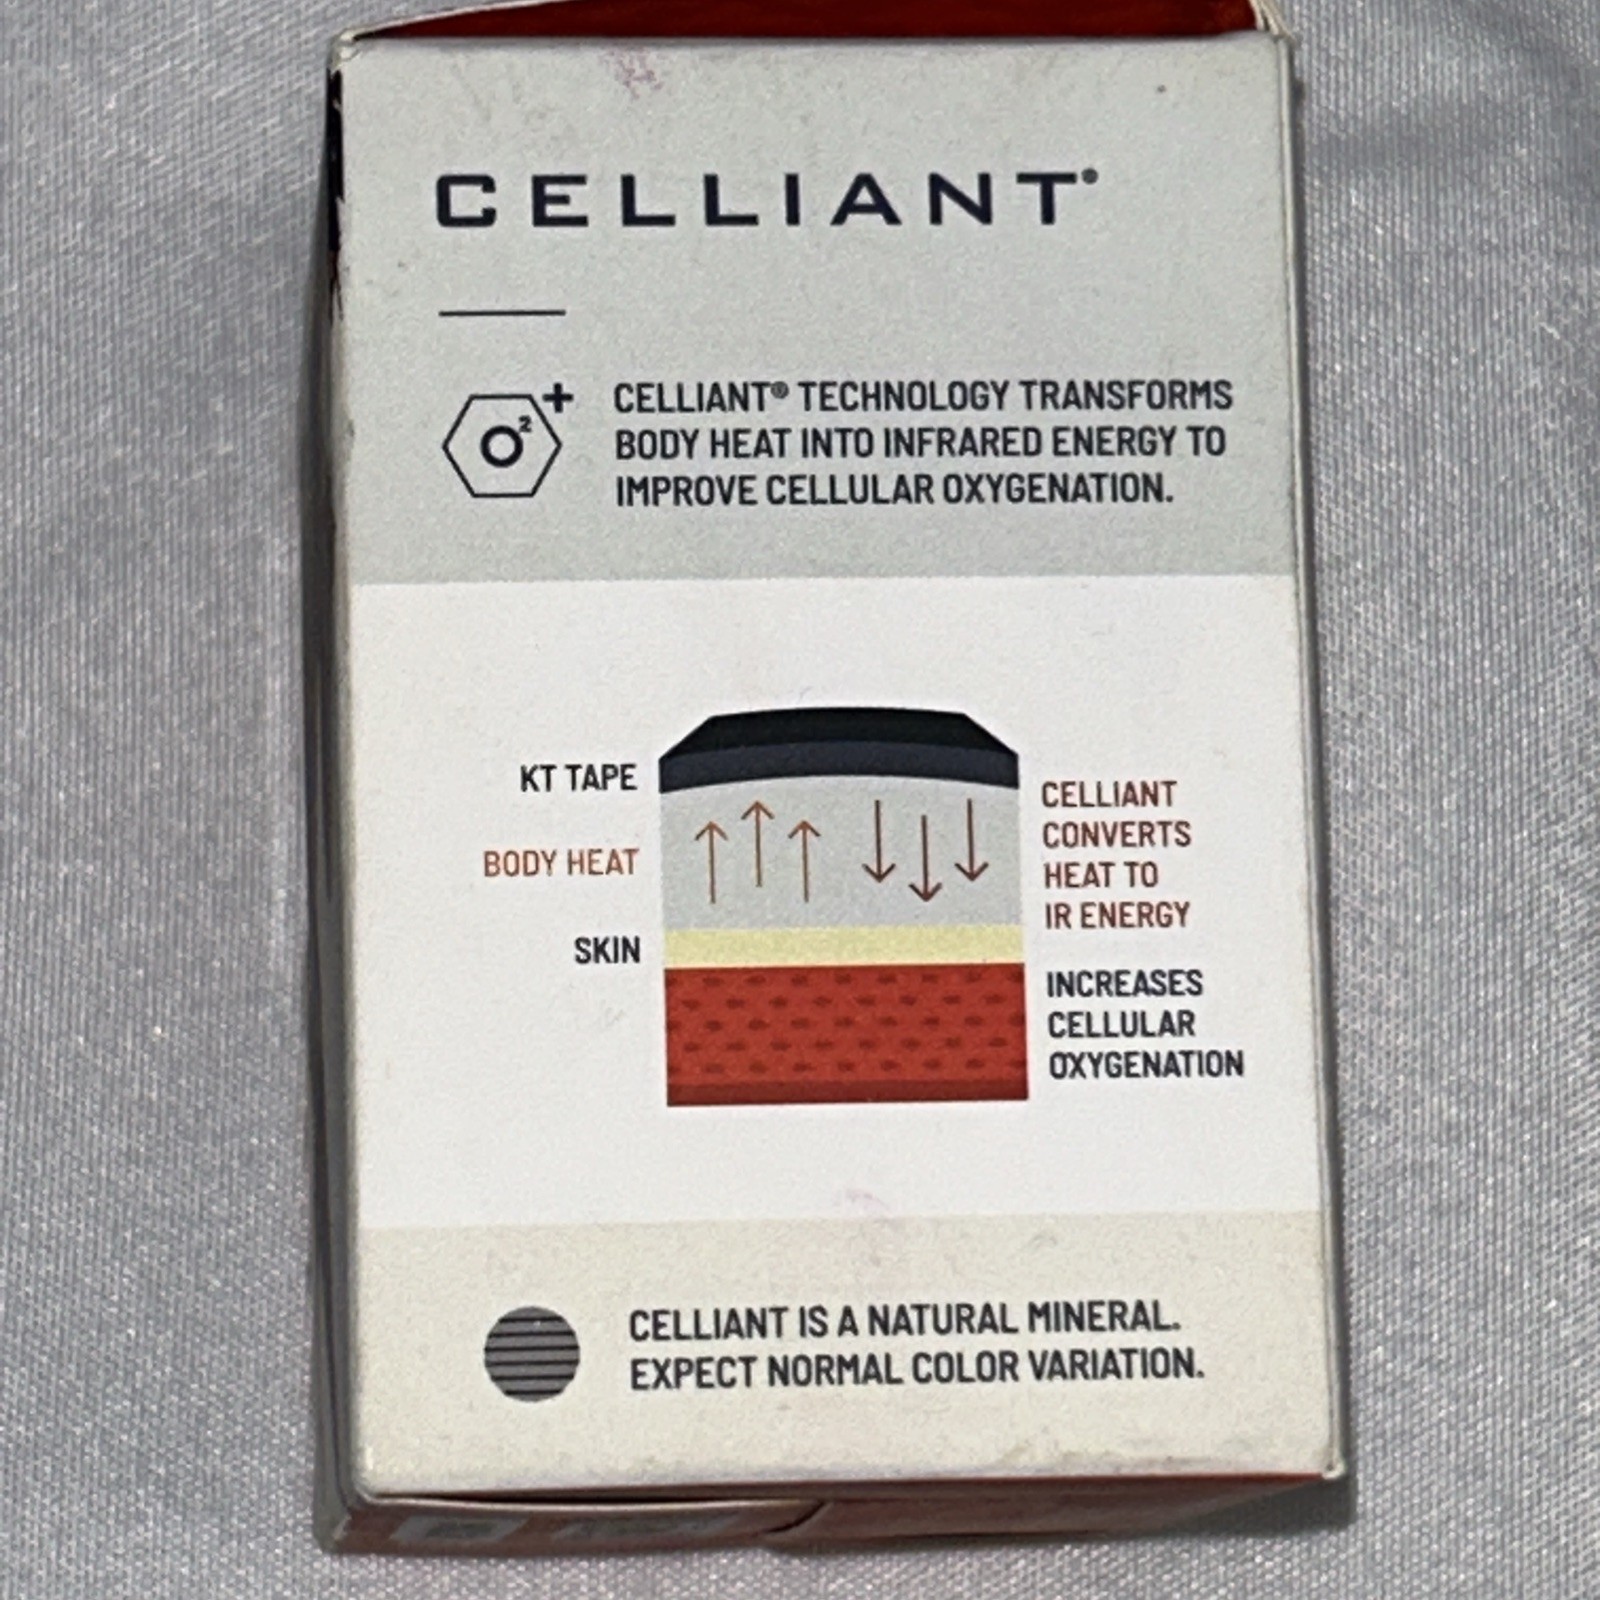 CELLIANT®
O²+
CELLIANT® TECHNOLOGY TRANSFORMS
BODY HEAT INTO INFRARED ENERGY TO
IMPROVE CELLULAR OXYGENATION.
KT TAPE
BODY HEAT
SKIN
CELLIANT
CONVERTS
HEAT TO
IR ENERGY
INCREASES
CELLULAR
OXYGENATION
CELLIANT IS A NATURAL MINERAL.
EXPECT NORMAL COLOR VARIATION.